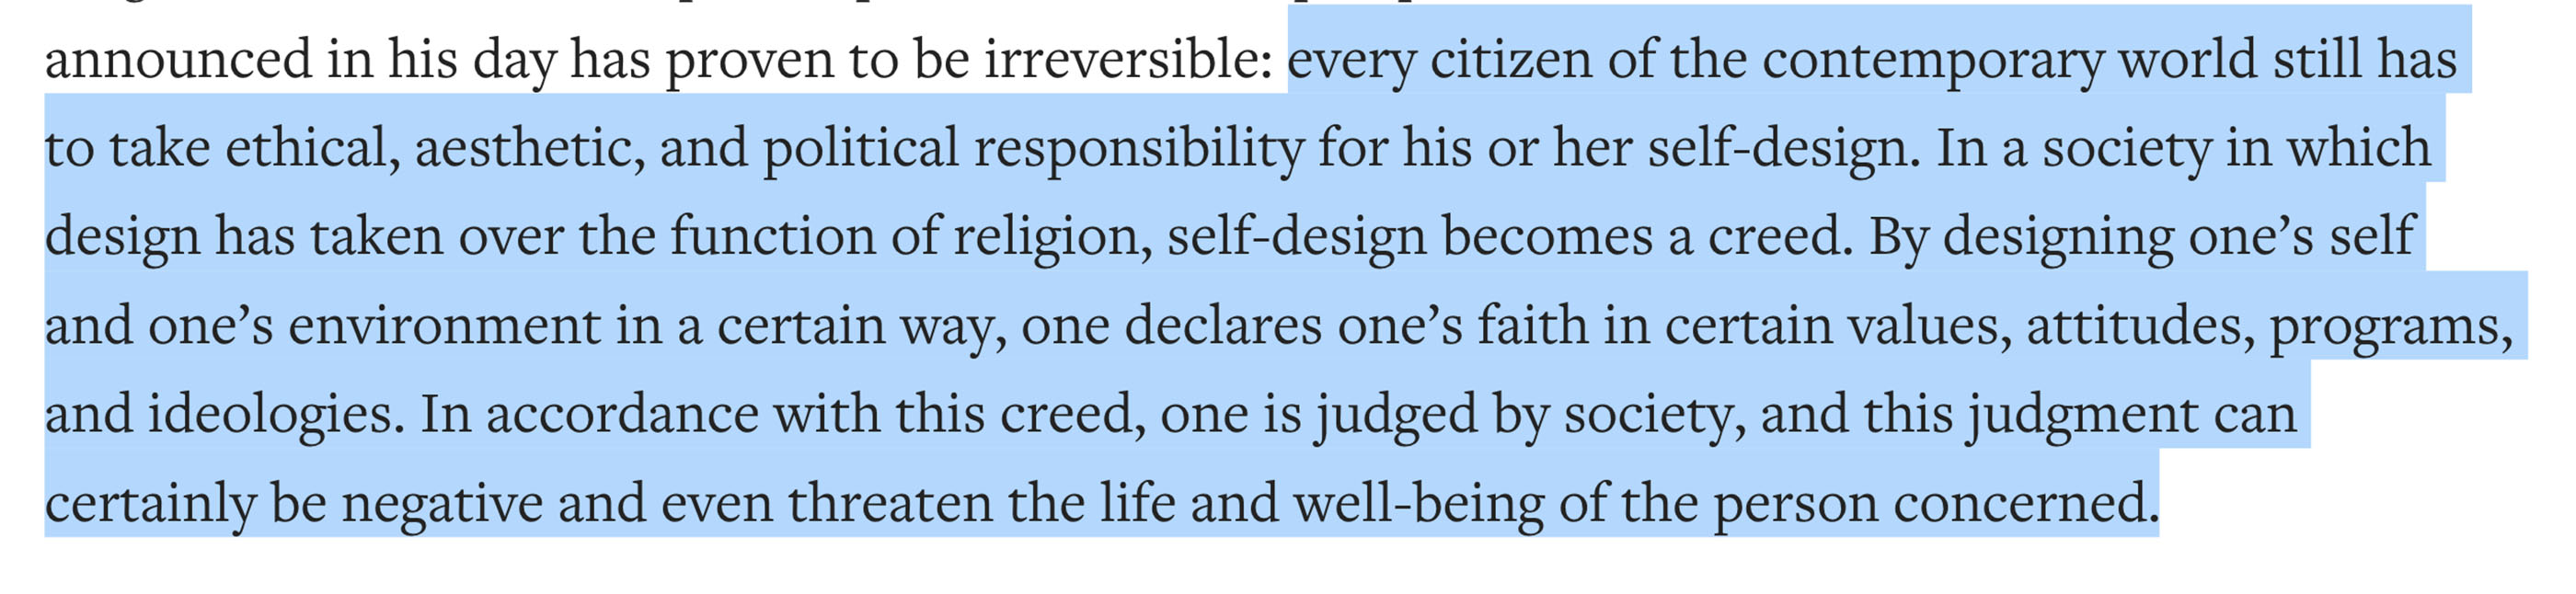 announced in his day has proven to be irreversible: every citizen of the contemporary world still has
to take ethical, aesthetic, and political responsibility for his or her self-design. In a society in which
design has taken over the function of religion, self-design becomes a creed. By designing one’s self
and one’s environment in a certain way, one declares one’s faith in certain values, attitudes, programs,
and ideologies. In accordance with this creed, one is judged by society, and this judgment can
certainly be negative and even threaten the life and well-being of the person concerned.